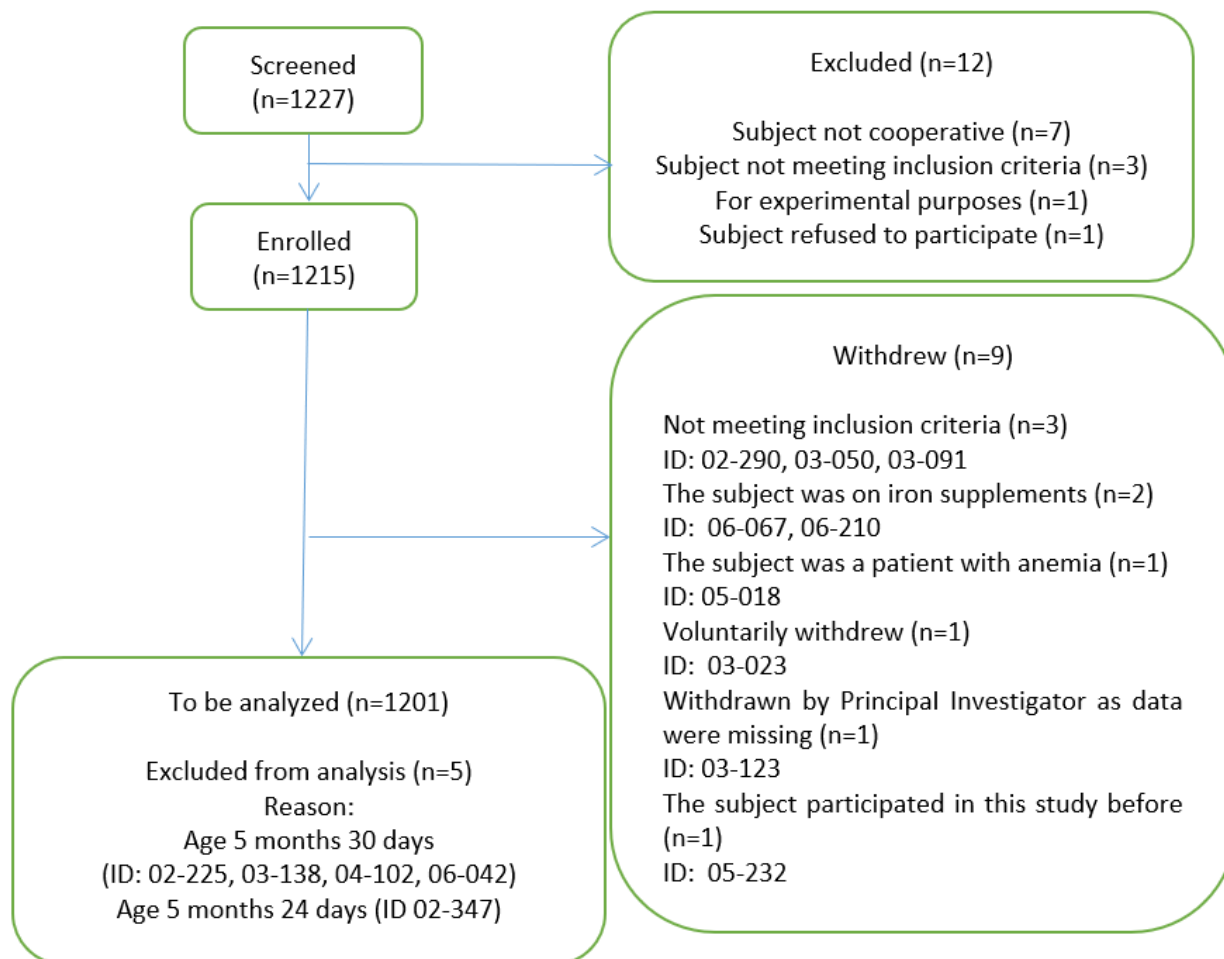 Screened
(n=1227)
Excluded (n=12)
Subject not cooperative (n=7)
Subject not meeting inclusion criteria (n=3)
For experimental purposes (n=1)
Subject refused to participate (n=1)
Enrolled
(n=1215)
Withdrew (n=9)
Not meeting inclusion criteria (n=3)
ID: 02-290, 03-050, 03-091
The subject was on iron supplements (n=2)
ID:  06-067, 06-210
The subject was a patient with anemia (n=1)
ID: 05-018
Voluntarily withdrew (n=1)
ID:  03-023
Withdrawn by Principal Investigator as data
were missing (n=1)
ID: 03-123
The subject participated in this study before
(n=1)
ID:  05-232
To be analyzed (n=1201)
Excluded from analysis (n=5)
Reason:
Age 5 months 30 days
(ID: 02-225, 03-138, 04-102, 06-042)
Age 5 months 24 days (ID 02-347)